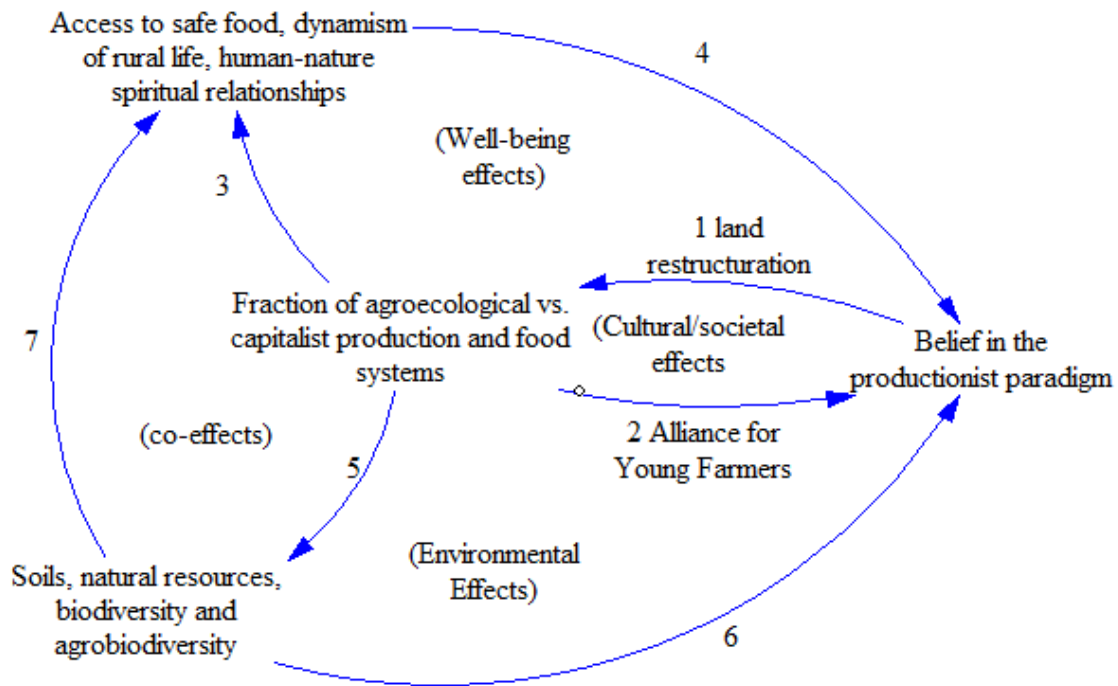 Access to safe food, dynamism
of rural life, human-nature
spiritual relationships
4
(Well-being
effects)
3
1 land
restructuration
Fraction of agroecological vs.
capitalist production and food
systems
(Cultural/societal
effects
7
Belief in the
productionist paradigm
(co-effects)
2 Alliance for
Young Farmers
5
(Environmental
Effects)
Soils, natural resources,
biodiversity and
agrobiodiversity
6